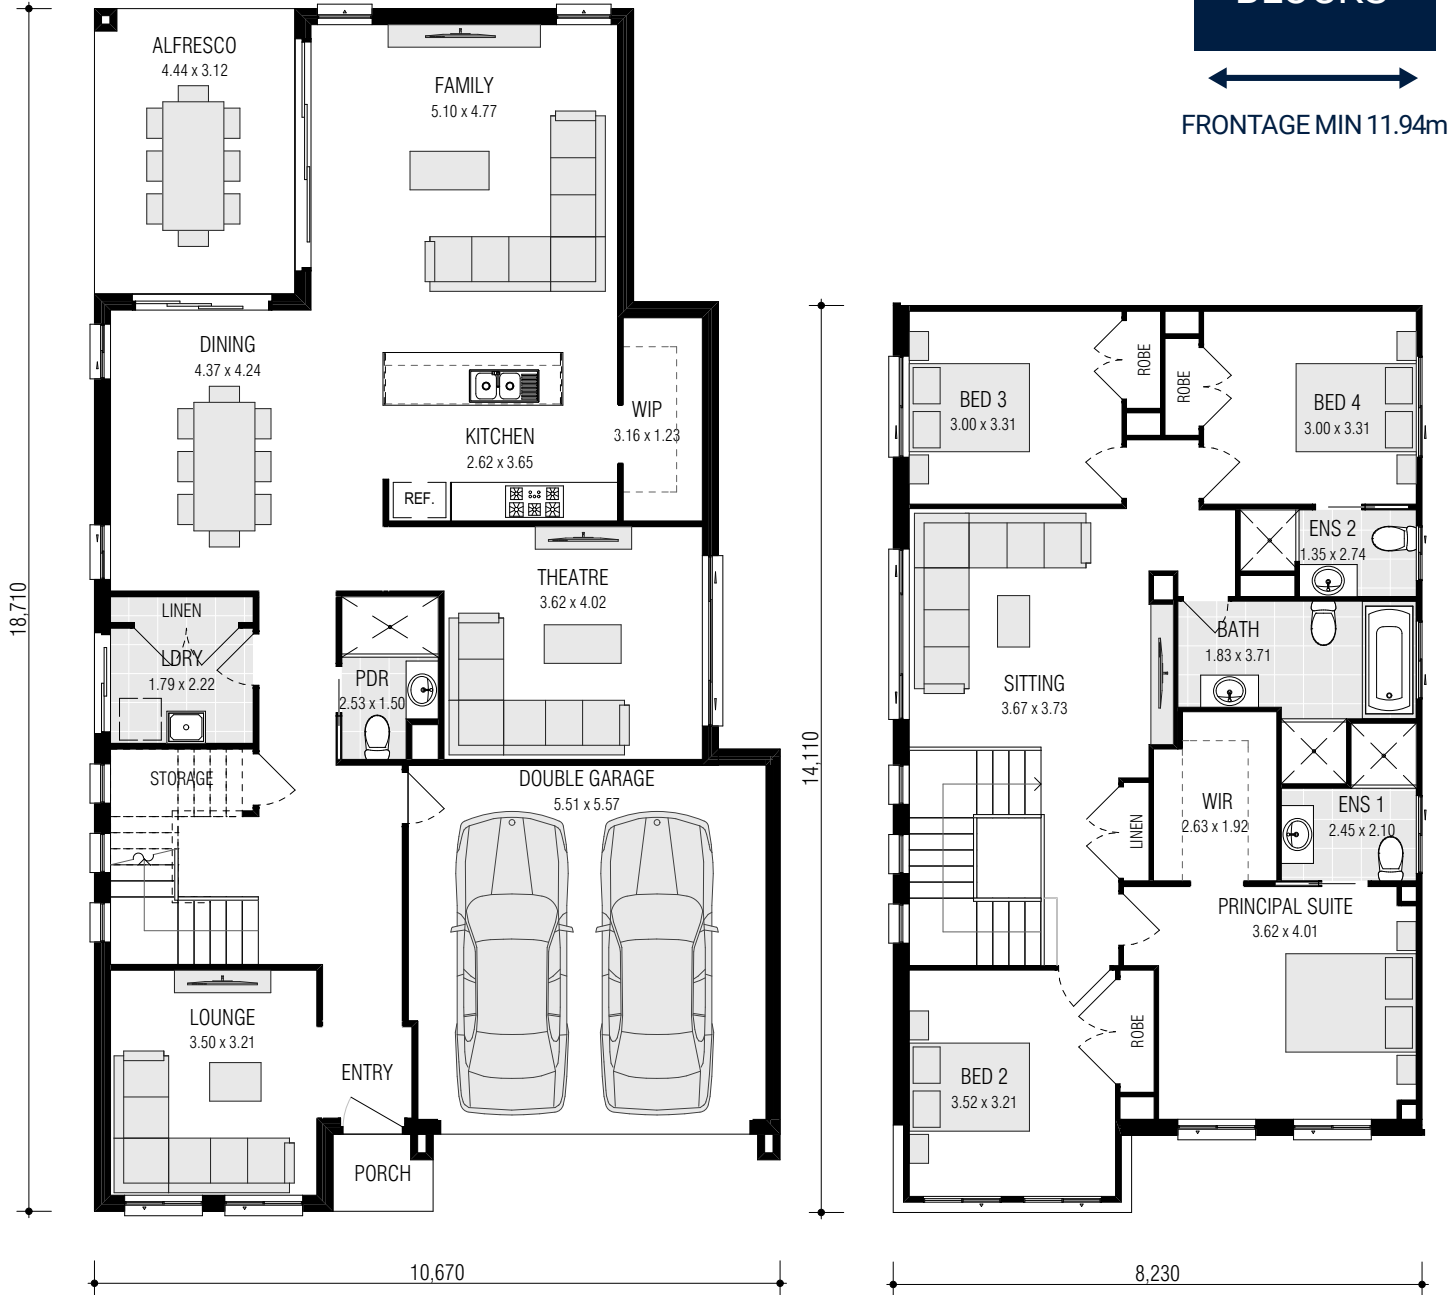 BLOCKS
FRONTAGE MIN 11.94m
ALFRESCO
4.44 x 3.12
FAMILY
5.10 x 4.77
DINING
4.37 x 4.24
KITCHEN
2.62 x 3.65
WIP
3.16 x 1.23
REF.
THEATRE
3.62 x 4.02
LINEN
LDRY
1.79 x 2.22
PDR
2.53 x 1.50
STORAGE
DOUBLE GARAGE
5.51 x 5.57
LOUNGE
3.50 x 3.21
ENTRY
PORCH
18,710
10,670
BED 3
3.00 x 3.31
ROBE
ROBE
BED 4
3.00 x 3.31
ENS 2
1.35 x 2.74
BATH
1.83 x 3.71
SITTING
3.67 x 3.73
LINEN
WIR
2.63 x 1.92
ENS 1
2.45 x 2.10
PRINCIPAL SUITE
3.62 x 4.01
ROBE
BED 2
3.52 x 3.21
14,110
8,230